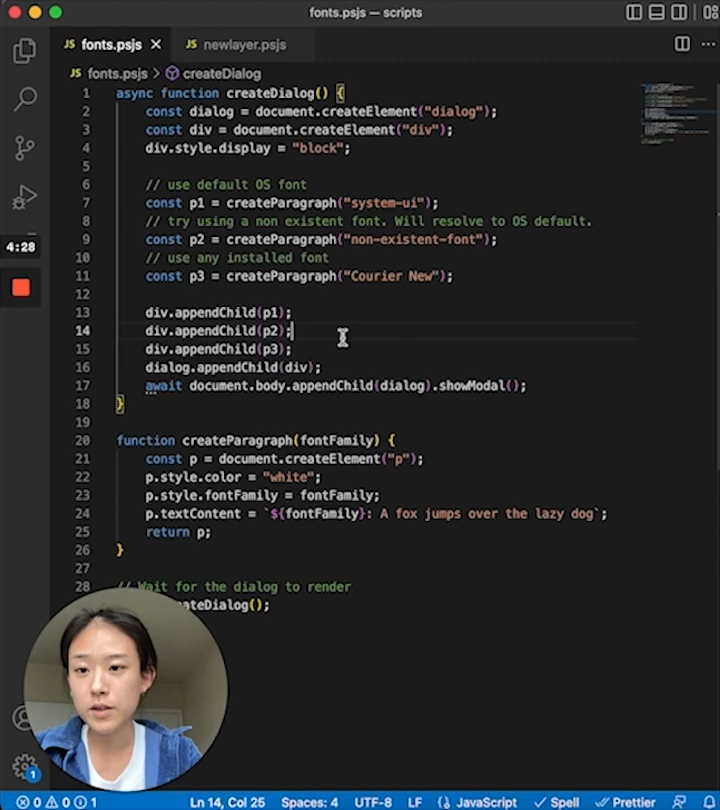 fonts.psjs — scripts
JS fonts.psjs
JS newlayer.psjs
JS fonts.psjs > createDialog
1 async function createDialog() {
2 const dialog = document.createElement("dialog");
3 const div = document.createElement("div");
4 div.style.display = "block";
5
6 // use default OS font
7 const p1 = createParagraph("system-ui");
8 // try using a non existent font. Will resolve to OS default.
9 const p2 = createParagraph("non-existent-font");
10 // use any installed font
11 const p3 = createParagraph("Courier New");
12
13 div.appendChild(p1);
14 div.appendChild(p2);
15 div.appendChild(p3);
16 dialog.appendChild(div);
17 await document.body.appendChild(dialog).showModal();
18 }
19
20 function createParagraph(fontFamily) {
21 const p = document.createElement("p");
22 p.style.color = "white";
23 p.style.fontFamily = fontFamily;
24 p.textContent = `${fontFamily}: A fox jumps over the lazy dog`;
25 return p;
26 }
27
28 // Wait for the dialog to render
ateDialog();
4:28
1
0 0 1 Ln 14, Col 25 Spaces: 4 UTF-8 LF {} JavaScript Spell Prettier